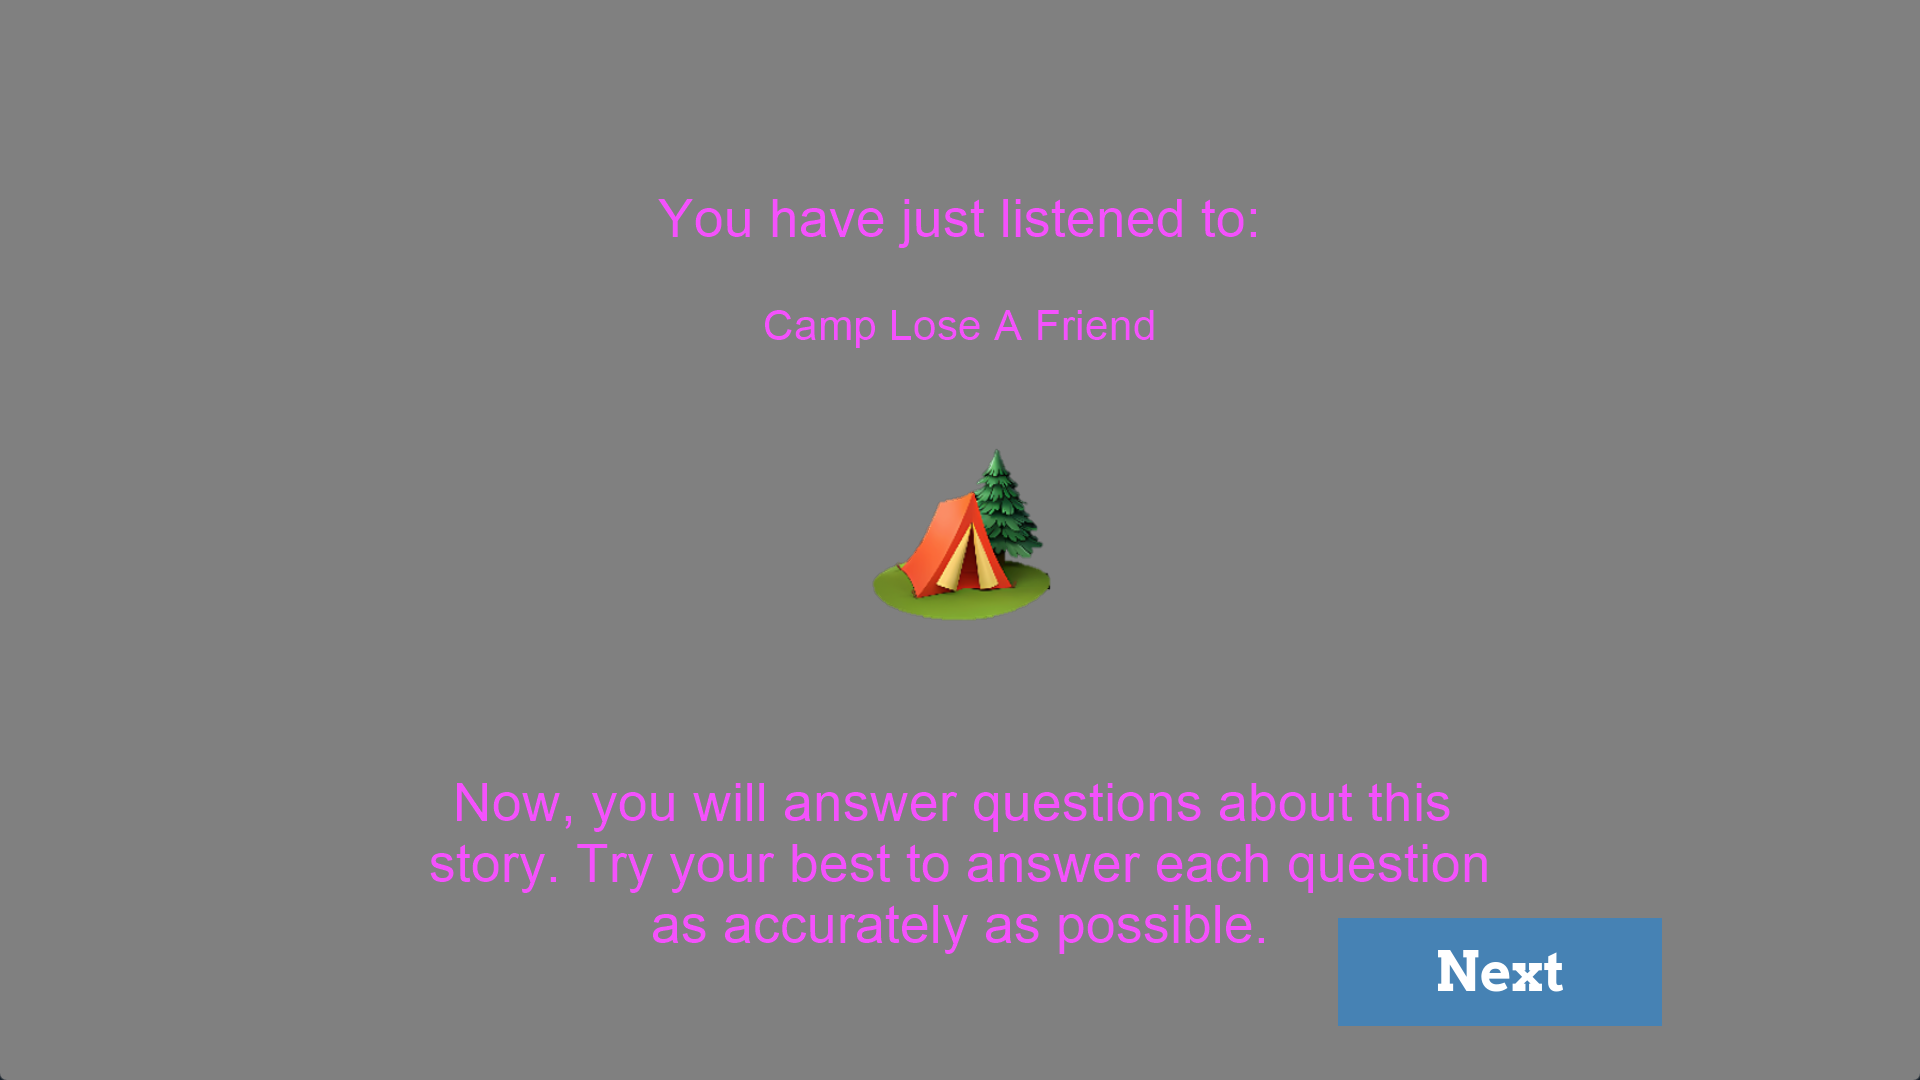 You have just listened to:
Camp Lose A Friend
Now, you will answer questions about this
story. Try your best to answer each question
as accurately as possible.
Next